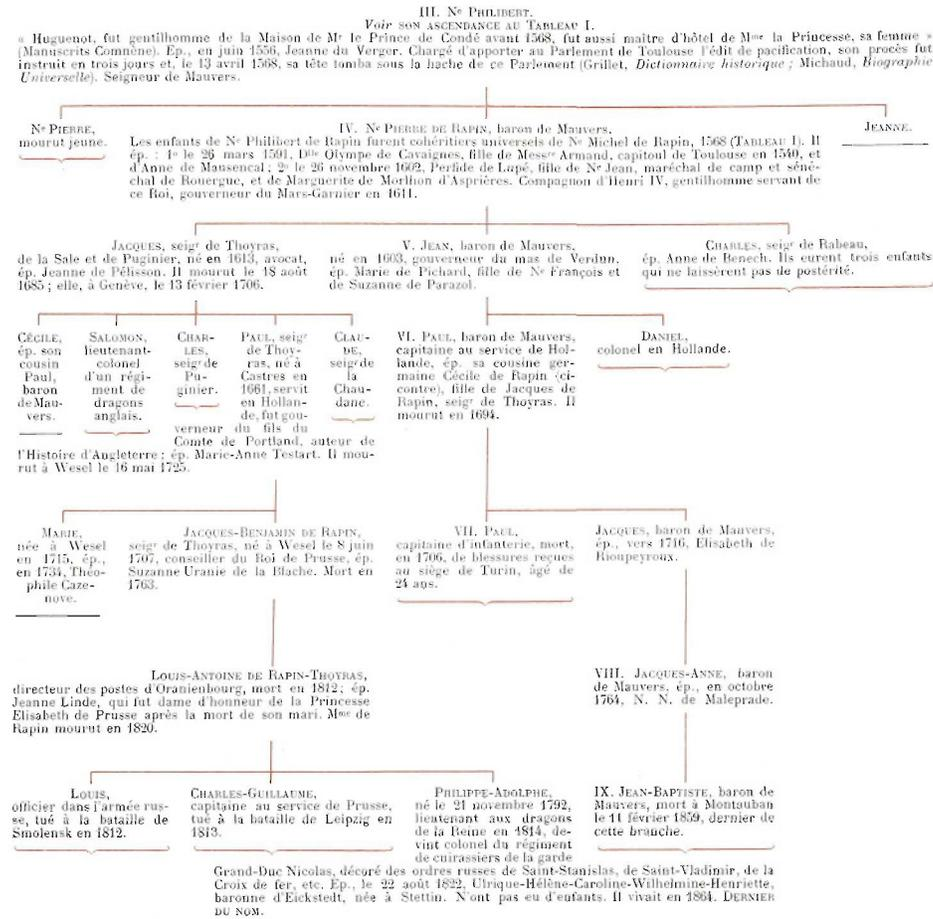 III. Nᵉ PHILIBERT.
Voir SON ASCENDANCE AU TABLEAU I.
« Huguenot, fut gentilhomme de la Maison de Mʳ le Prince de Condé avant 1568, fut aussi maître d'hôtel de Mᵐᵉ la Princesse, sa femme »
(Manuscrits Comnène). Ep., en juin 1556, Jeanne du Verger. Chargé d'apporter au Parlement de Toulouse l'édit de pacification, son procès fut
instruit en trois jours et, le 13 avril 1568, sa tête tomba sous la hache de ce Parlement (Grillet, Dictionnaire historique ; Michaud, Biographie
Universelle). Seigneur de Mauvers.
Nᵉ PIERRE,
mourut jeune.
IV. Nᵉ PIERRE DE RAPIN, baron de Mauvers.
Les enfants de Nᵉ Philibert de Rapin furent cohéritiers universels de Nᵉ Michel de Rapin, 1568 (TABLEAU I). Il
ép. : 1º le 26 mars 1591, Dˡˡᵉ Olympe de Cavaignes, fille de Messʳᵉ Armand, capitoul de Toulouse en 1540, et
d'Anne de Mansencal ; 2º le 26 novembre 1602, Perside de Lupé, fille de Nᵉ Jean, maréchal de camp et séné-
chal de Rouergue, et de Marguerite de Morlhon d'Asprières. Compagnon d'Henri IV, gentilhomme servant de
ce Roi, gouverneur du Mars-Garnier en 1611.
JEANNE.
JACQUES, seigʳ de Thoyras,
de la Sale et de Puginier, né en 1613, avocat,
ép. Jeanne de Pélisson. Il mourut le 18 août
1685 ; elle, à Genève, le 13 février 1706.
V. JEAN, baron de Mauvers,
né en 1603, gouverneur du mas de Verdun,
ép. Marie de Pichard, fille de Nᵉ François et
de Suzanne de Parazol.
CHARLES, seigʳ de Rabeau,
ép. Anne de Benech. Ils eurent trois enfants
qui ne laissèrent pas de postérité.
CÉCILE,
ép. son
cousin
Paul,
baron
de Mau-
vers.
SALOMON,
lieutenant-
colonel
d'un régi-
ment de
dragons
anglais.
CHAR-
LES,
seigʳ de
Pu-
ginier.
PAUL, seigʳ
de Thoy-
ras, né à
Castres en
1661, servit
en Hollan-
de, fut gou-
verneur du fils du
Comte de Portland, auteur de
l'Histoire d'Angleterre ; ép. Marie-Anne Testart. Il mou-
rut à Wesel le 16 mai 1725.
CLAU-
DE,
seigʳ de
la
Chau-
dane.
VI. PAUL, baron de Mauvers,
capitaine au service de Hol-
lande, ép. sa cousine ger-
maine Cécile de Rapin (ci-
contre), fille de Jacques de
Rapin, seigʳ de Thoyras. Il
mourut en 1694.
DANIEL,
colonel en Hollande.
MARIE,
née à Wesel
en 1715, ép.,
en 1734, Théo-
phile Caze-
nove.
JACQUES-BENJAMIN DE RAPIN,
seigʳ de Thoyras, né à Wesel le 8 juin
1707, conseiller du Roi de Prusse, ép.
Suzanne Uranie de la Blache. Mort en
1763.
VII. PAUL,
capitaine d'infanterie, mort,
en 1706, de blessures reçues
au siège de Turin, âgé de
24 ans.
JACQUES, baron de Mauvers,
ép., vers 1716, Elisabeth de
Rioupeyroux.
LOUIS-ANTOINE DE RAPIN-THOYRAS,
directeur des postes d'Oranienbourg, mort en 1812 ; ép.
Jeanne Linde, qui fut dame d'honneur de la Princesse
Elisabeth de Prusse après la mort de son mari. Mᵐᵉ de
Rapin mourut en 1820.
VIII. JACQUES-ANNE, baron
de Mauvers, ép., en octobre
1764, N. N. de Maleprade.
LOUIS,
officier dans l'armée rus-
se, tué à la bataille de
Smolensk en 1812.
CHARLES-GUILLAUME,
capitaine au service de Prusse,
tué à la bataille de Leipzig en
1813.
PHILIPPE-ADOLPHE,
né le 21 novembre 1792,
lieutenant aux dragons
de la Reine en 1814, de-
vint colonel du régiment
de cuirassiers de la garde
Grand-Duc Nicolas, décoré des ordres russes de Saint-Stanislas, de Saint-Vladimir, de la
Croix de fer, etc. Ep., le 22 août 1822, Ulrique-Hélène-Caroline-Wilhelmine-Henriette,
baronne d'Eickstedt, née à Stettin. N'ont pas eu d'enfants. Il vivait en 1864. DERNIER
DU NOM.
IX. JEAN-BAPTISTE, baron de
Mauvers, mort à Montauban
le 11 février 1859, dernier de
cette branche.